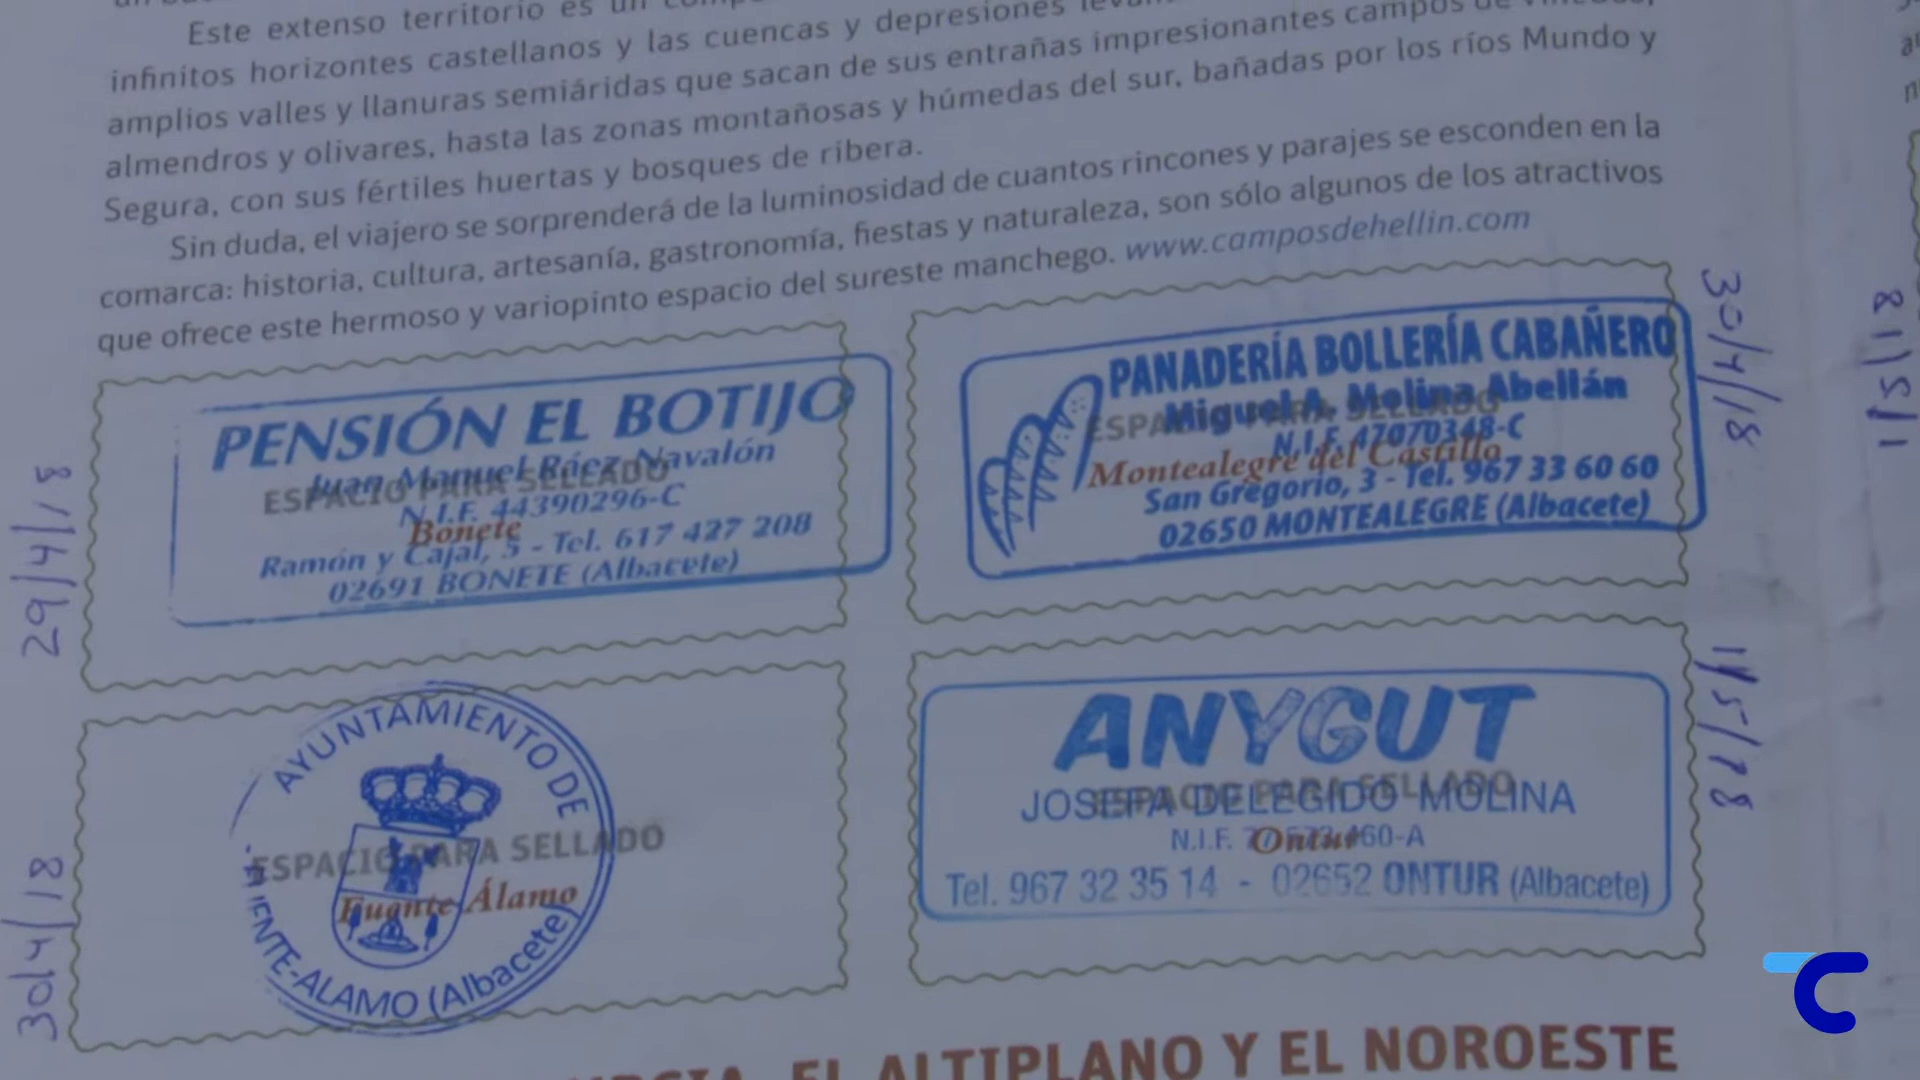 Este extenso territorio es un
infinitos horizontes castellanos y las cuencas y depresiones
amplios valles y llanuras semiáridas que sacan de sus entrañas impresionantes campos de
almendros y olivares, hasta las zonas montañosas y húmedas del sur, bañadas por los ríos Mundo y
Segura, con sus fértiles huertas y bosques de ribera.
Sin duda, el viajero se sorprenderá de la luminosidad de cuantos rincones y parajes se esconden en la
comarca: historia, cultura, artesanía, gastronomía, fiestas y naturaleza, son sólo algunos de los atractivos
que ofrece este hermoso y variopinto espacio del sureste manchego. www.camposdehellin.com
29/4/18
PENSIÓN EL BOTIJO
Juan Manuel Ráez Navalón
ESPACIO PARA SELLADO
N.I.F. 44390296-C
Bonete
Ramón y Cajal, 5 - Tel. 617 427 208
02691 BONETE (Albacete)
30/4/18
PANADERÍA BOLLERÍA CABAÑERO
Miguel A. Molina Abellán
ESPACIO PARA SELLADO
N.I.F. 47070348-C
Montealegre del Castillo
San Gregorio, 3 - Tel. 967 33 60 60
02650 MONTEALEGRE (Albacete)
30/4/18
AYUNTAMIENTO DE
ESPACIO PARA SELLADO
Fuente Álamo
FUENTE-ALAMO (Albacete)
1/5/18
ANYGUT
JOSEFA DELEGIDO MOLINA
ESPACIO PARA SELLADO
N.I.F. 460-A
Ontur
Tel. 967 32 35 14 - 02652 ONTUR (Albacete)
EL ALTIPLANO Y EL NOROESTE